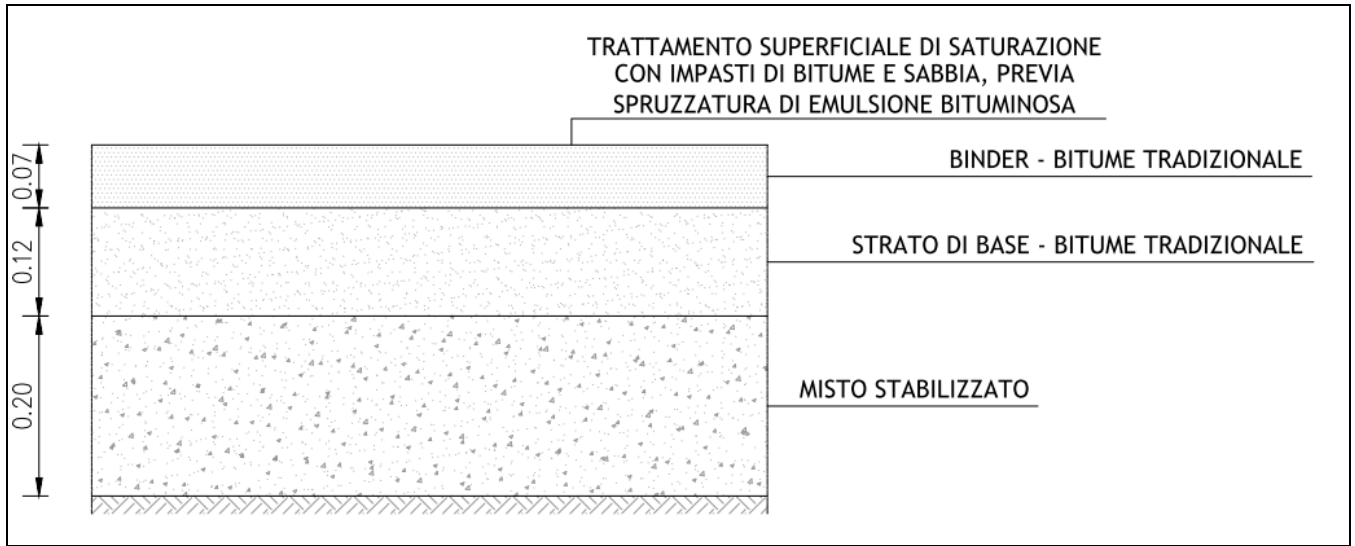 TRATTAMENTO SUPERFICIALE DI SATURAZIONE
CON IMPASTI DI BITUME E SABBIA, PREVIA
SPRUZZATURA DI EMULSIONE BITUMINOSA
0.07
BINDER - BITUME TRADIZIONALE
0.12
STRATO DI BASE - BITUME TRADIZIONALE
0.20
MISTO STABILIZZATO